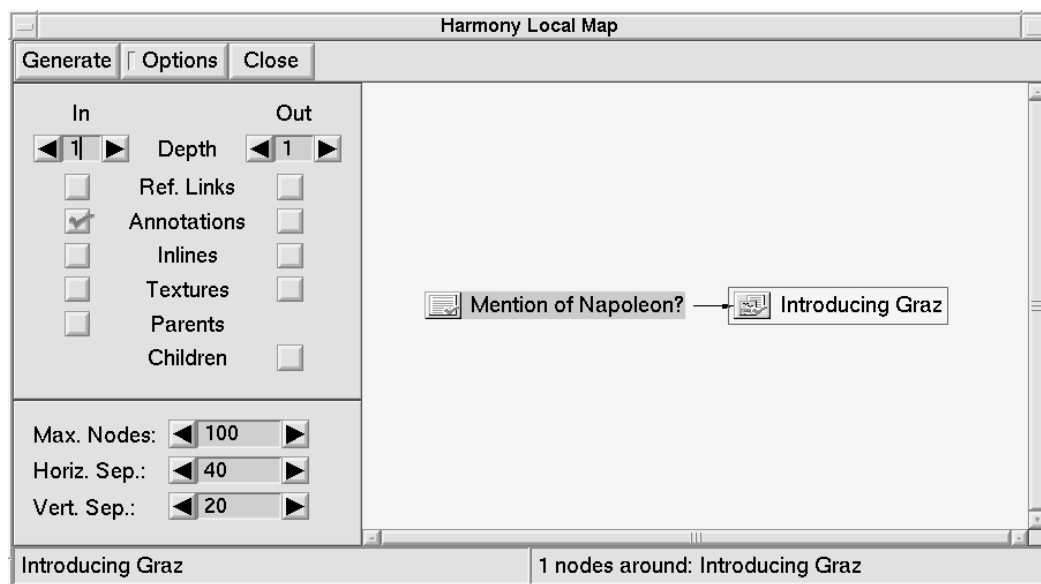 Harmony Local Map
Generate Options Close
In Out
1 Depth 1
Ref. Links
Annotations
Inlines
Textures
Parents
Children
Mention of Napoleon? Introducing Graz
Max. Nodes: 100
Horiz. Sep.: 40
Vert. Sep.: 20
Introducing Graz 1 nodes around: Introducing Graz